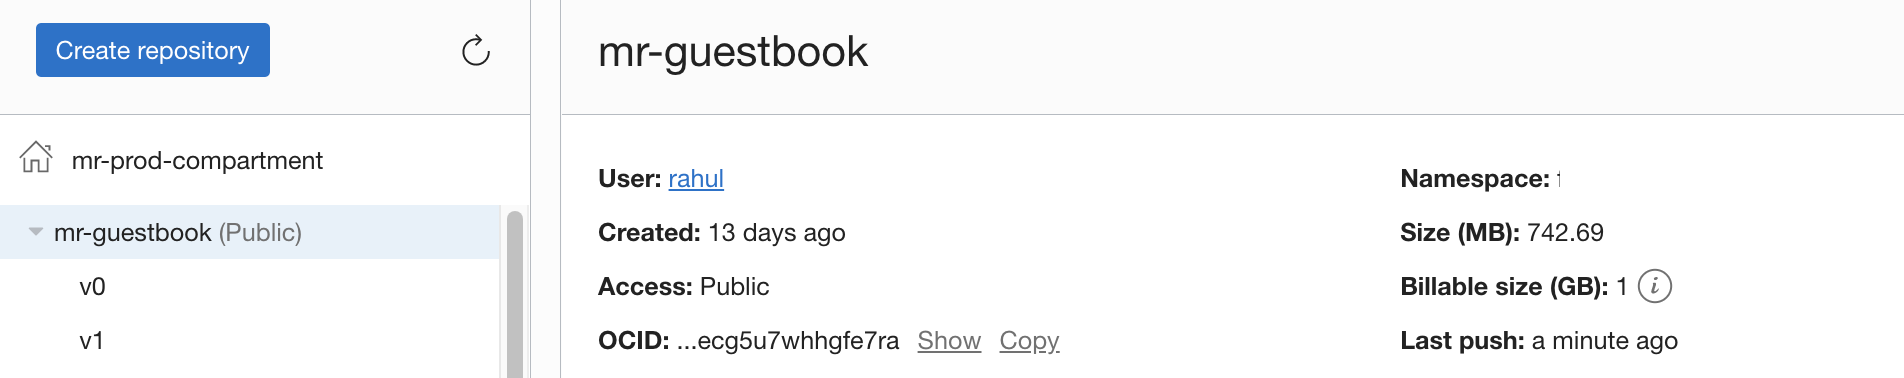 Create repository
mr-guestbook
mr-prod-compartment
mr-guestbook (Public)
v0
v1
User: rahul
Created: 13 days ago
Access: Public
OCID: ...ecg5u7whhgfe7ra Show Copy
Namespace:
Size (MB): 742.69
Billable size (GB): 1 i
Last push: a minute ago